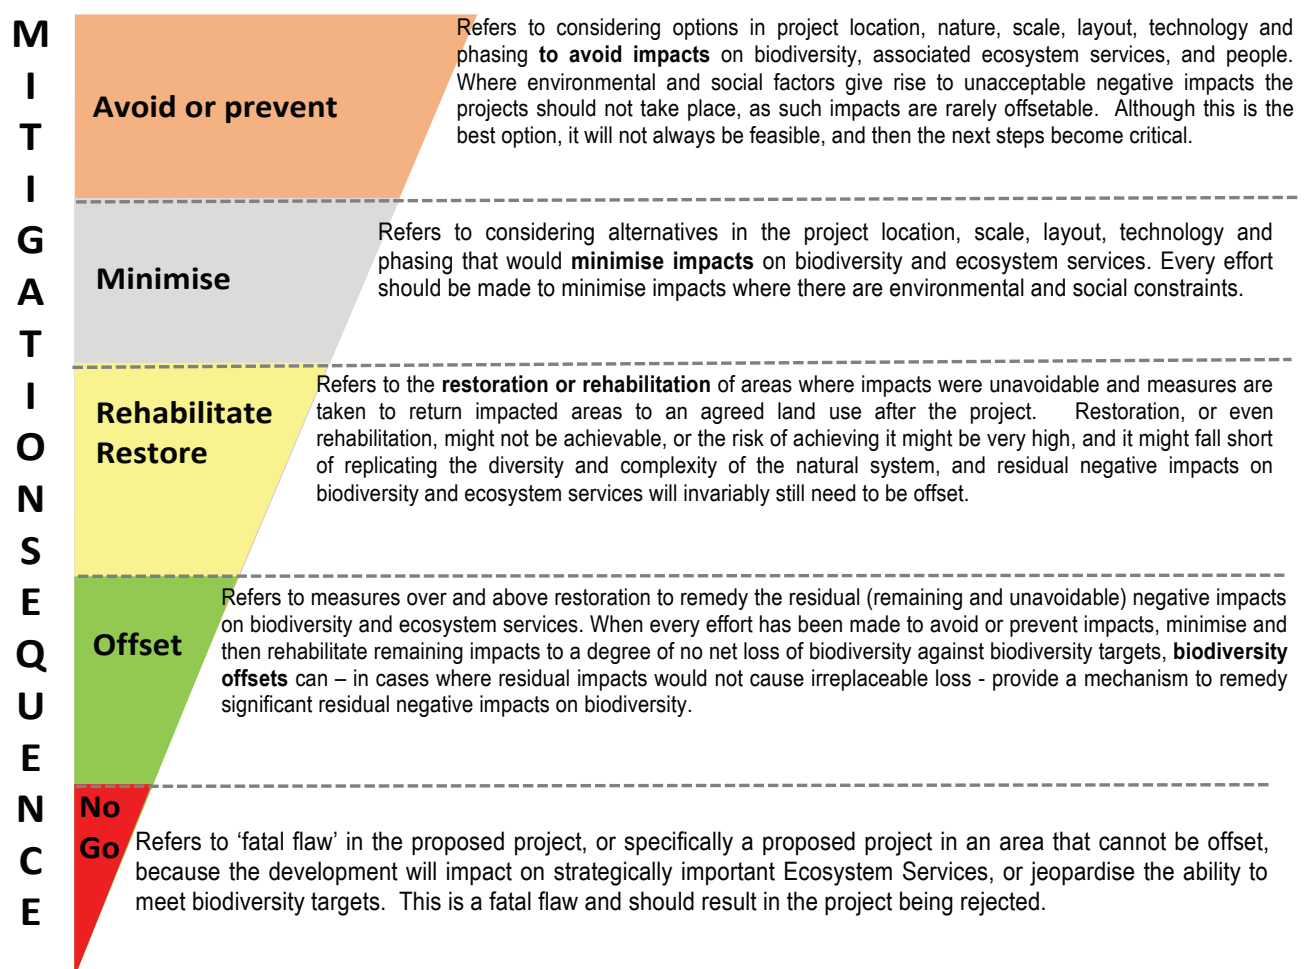 MITIGATION SEQUENCE
Avoid or prevent
Refers to considering options in project location, nature, scale, layout, technology and
phasing to avoid impacts on biodiversity, associated ecosystem services, and people.
Where environmental and social factors give rise to unacceptable negative impacts the
projects should not take place, as such impacts are rarely offsetable. Although this is the
best option, it will not always be feasible, and then the next steps become critical.
Minimise
Refers to considering alternatives in the project location, scale, layout, technology and
phasing that would minimise impacts on biodiversity and ecosystem services. Every effort
should be made to minimise impacts where there are environmental and social constraints.
Rehabilitate
Restore
Refers to the restoration or rehabilitation of areas where impacts were unavoidable and measures are
taken to return impacted areas to an agreed land use after the project. Restoration, or even
rehabilitation, might not be achievable, or the risk of achieving it might be very high, and it might fall short
of replicating the diversity and complexity of the natural system, and residual negative impacts on
biodiversity and ecosystem services will invariably still need to be offset.
Offset
Refers to measures over and above restoration to remedy the residual (remaining and unavoidable) negative impacts
on biodiversity and ecosystem services. When every effort has been made to avoid or prevent impacts, minimise and
then rehabilitate remaining impacts to a degree of no net loss of biodiversity against biodiversity targets, biodiversity
offsets can – in cases where residual impacts would not cause irreplaceable loss - provide a mechanism to remedy
significant residual negative impacts on biodiversity.
No
Go
Refers to ‘fatal flaw’ in the proposed project, or specifically a proposed project in an area that cannot be offset,
because the development will impact on strategically important Ecosystem Services, or jeopardise the ability to
meet biodiversity targets. This is a fatal flaw and should result in the project being rejected.